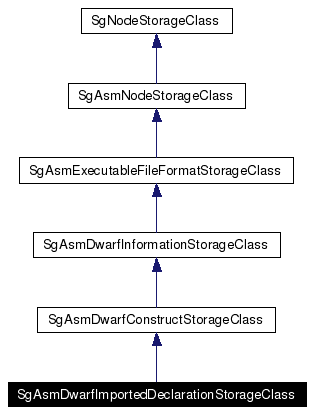 SgNodeStorageClass
SgAsmNodeStorageClass
SgAsmExecutableFileFormatStorageClass
SgAsmDwarfInformationStorageClass
SgAsmDwarfConstructStorageClass
SgAsmDwarfImportedDeclarationStorageClass